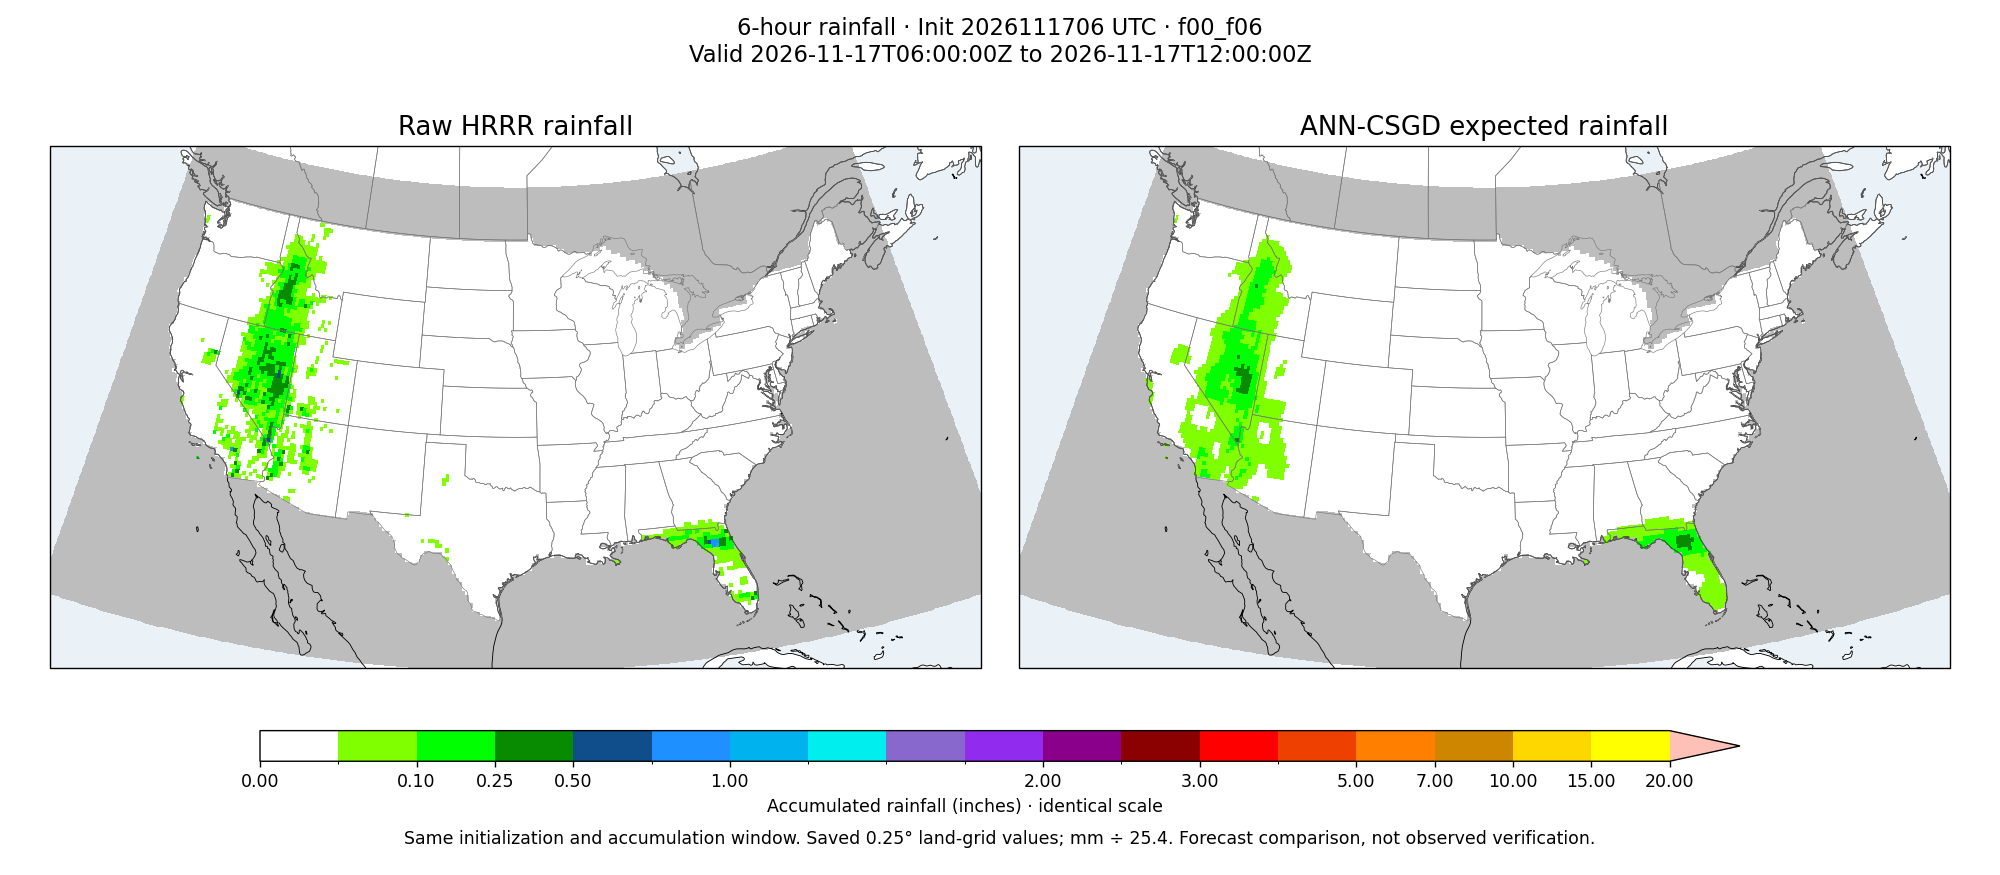 6-hour rainfall · Init 2026111706 UTC · f00_f06
Valid 2026-11-17T06:00:00Z to 2026-11-17T12:00:00Z
Raw HRRR rainfall
ANN-CSGD expected rainfall
0.00 0.10 0.25 0.50 1.00 2.00 3.00 5.00 7.00 10.00 15.00 20.00
Accumulated rainfall (inches) · identical scale
Same initialization and accumulation window. Saved 0.25° land-grid values; mm ÷ 25.4. Forecast comparison, not observed verification.